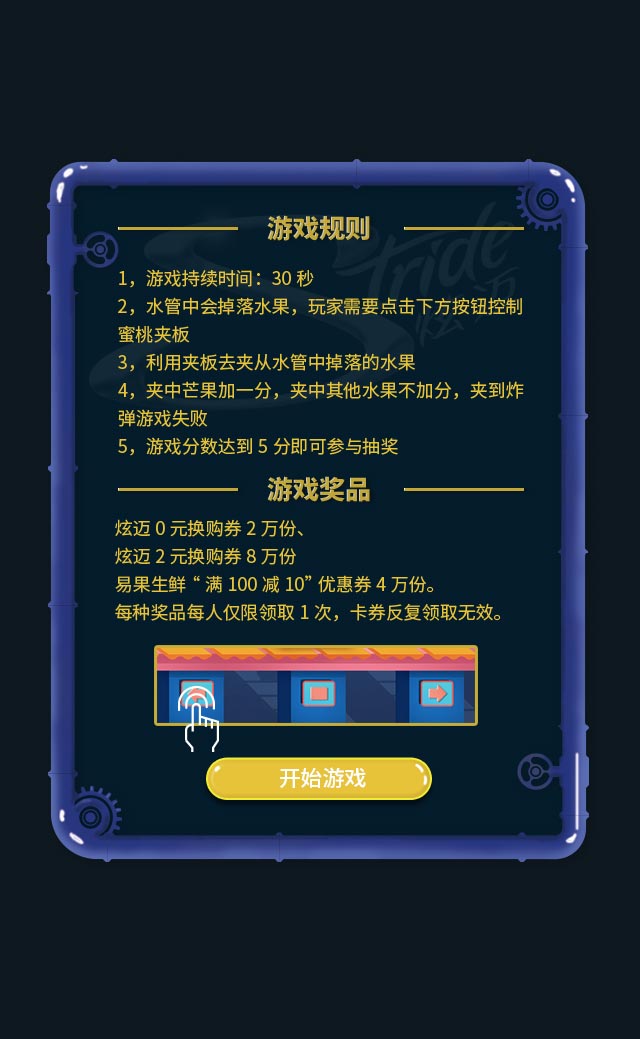 Stride
炫迈
游戏规则
1，游戏持续时间：30 秒
2，水管中会掉落水果，玩家需要点击下方按钮控制
蜜桃夹板
3，利用夹板去夹从水管中掉落的水果
4，夹中芒果加一分，夹中其他水果不加分，夹到炸
弹游戏失败
5，游戏分数达到 5 分即可参与抽奖
游戏奖品
炫迈 0 元换购券 2 万份、
炫迈 2 元换购券 8 万份
易果生鲜 “ 满 100 减 10” 优惠券 4 万份。
每种奖品每人仅限领取 1 次，卡券反复领取无效。
开始游戏